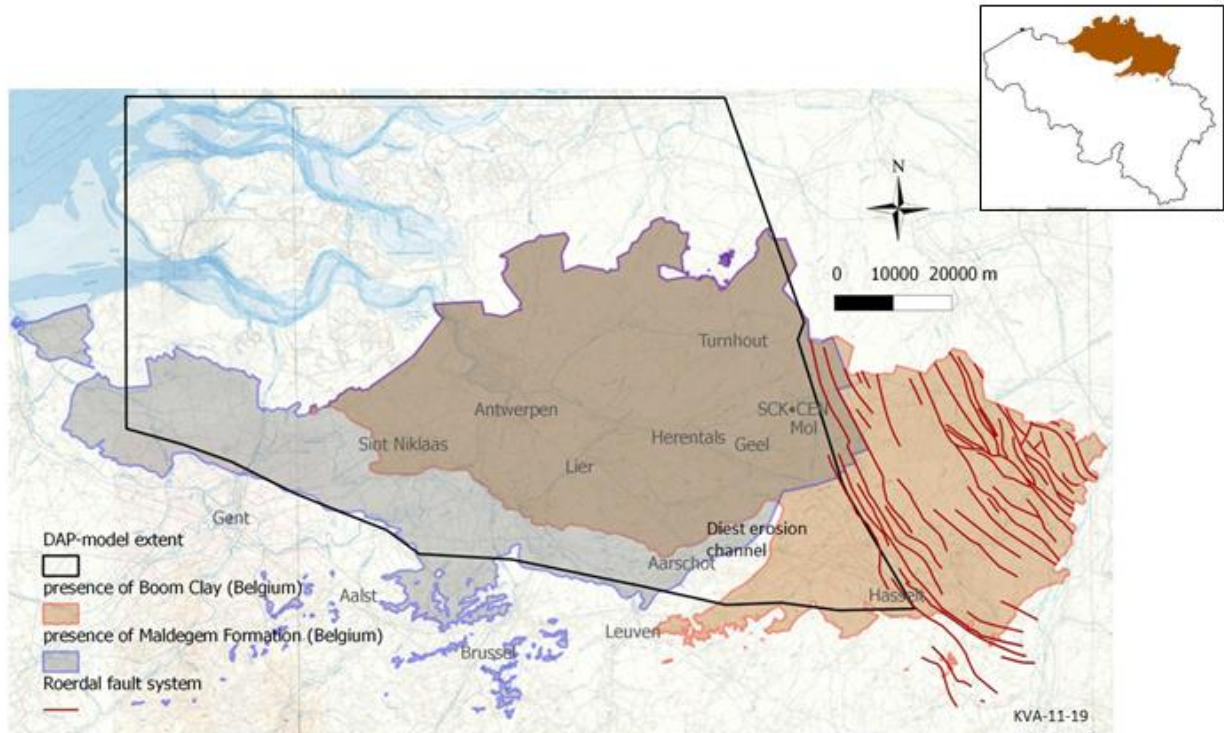 N
0 10000 20000 m
Turnhout
SCK•CEN
Antwerpen
Mol
Herentals
Sint Niklaas
Geel
Lier
Gent
Diest erosion
channel
DAP-model extent
Aarschot
presence of Boom Clay (Belgium)
Aalst
Hasselt
presence of Maldegem Formation (Belgium)
Leuven
Brussel
Roerdal fault system
KVA-11-19